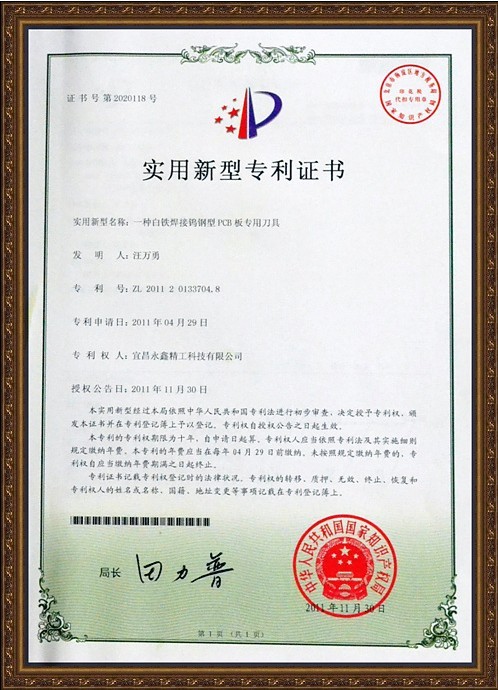 证书号第2020118号
实用新型专利证书
实用新型名称：一种白铁焊接钨钢型PCB板专用刀具
发明人：汪万勇
专利号：ZL 2011 2 0133704.8
专利申请日：2011年04月29日
专利权人：宜昌永鑫精工科技有限公司
授权公告日：2011年11月30日
本实用新型经过本局依照中华人民共和国专利法进行初步审查，决定授予专利权，颁
发本证书并在专利登记簿上予以登记。专利权自授权公告之日起生效。
本专利的专利权期限为十年，自申请日起算。专利权人应当依照专利法及其实施细则
规定缴纳年费。本专利的年费应当在每年04月29日前缴纳。未按照规定缴纳年费的，专
利权自应当缴纳年费期满之日起终止。
专利证书记载专利权登记时的法律状况。专利权的转移、质押、无效、终止、恢复和
专利权人的姓名或名称、国籍、地址变更等事项记载在专利登记簿上。
局长
田力普
中华人民共和国国家知识产权局
2011年11月30日
第1页（共1页）